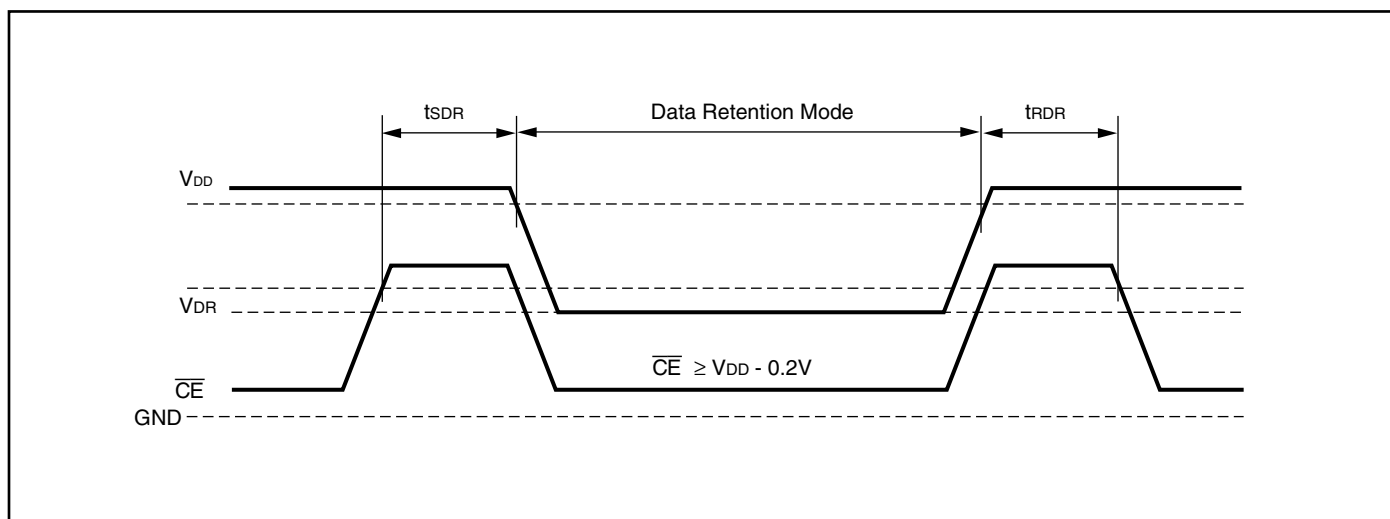 tSDR Data Retention Mode tRDR
VDD
VDR
CE ≥ VDD - 0.2V
CE
GND